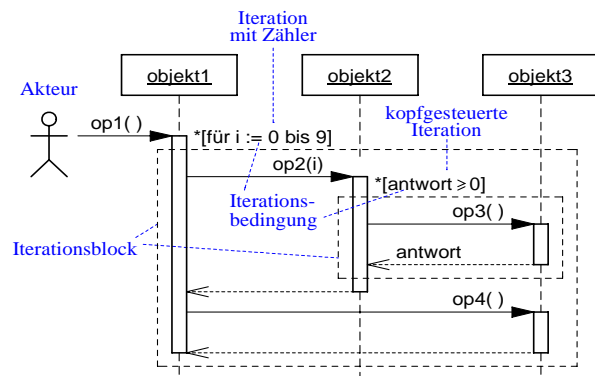 Iteration
mit Zähler
objekt1
objekt2
objekt3
Akteur
kopfgesteuerte
Iteration
op1( )
*[für i := 0 bis 9]
op2(i)
*[antwort ≥ 0]
Iterations-
bedingung
op3( )
Iterationsblock
antwort
op4( )